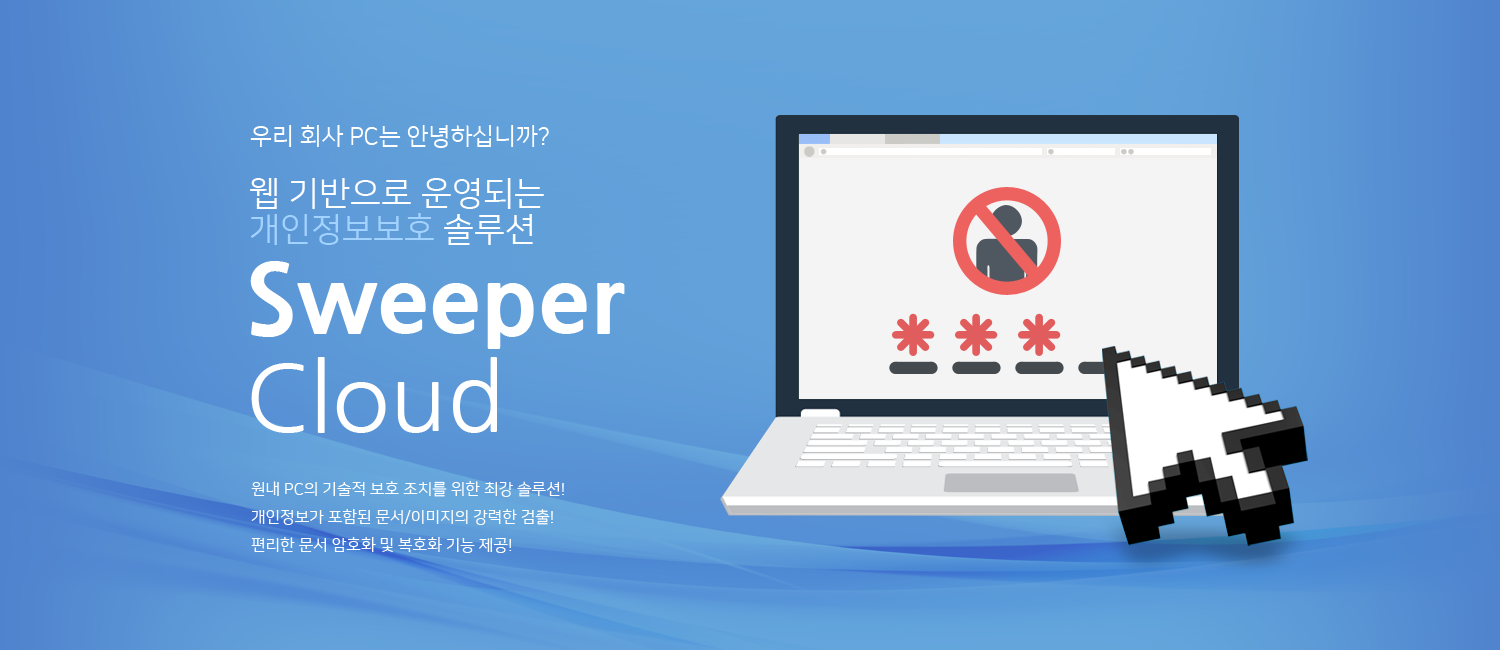 우리 회사 PC는 안녕하십니까?
웹 기반으로 운영되는
개인정보보호 솔루션
Sweeper
Cloud
원내 PC의 기술적 보호 조치를 위한 최강 솔루션!
개인정보가 포함된 문서/이미지의 강력한 검출!
편리한 문서 암호화 및 복호화 기능 제공!